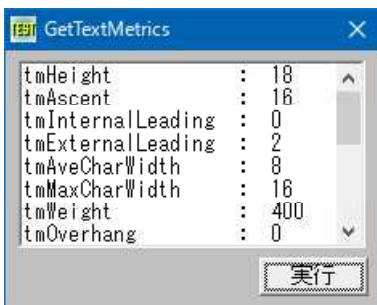 TEST GetTextMetrics
tmHeight : 18
tmAscent : 16
tmInternalLeading : 0
tmExternalLeading : 2
tmAveCharWidth : 8
tmMaxCharWidth : 16
tmWeight : 400
tmOverhang : 0
実行